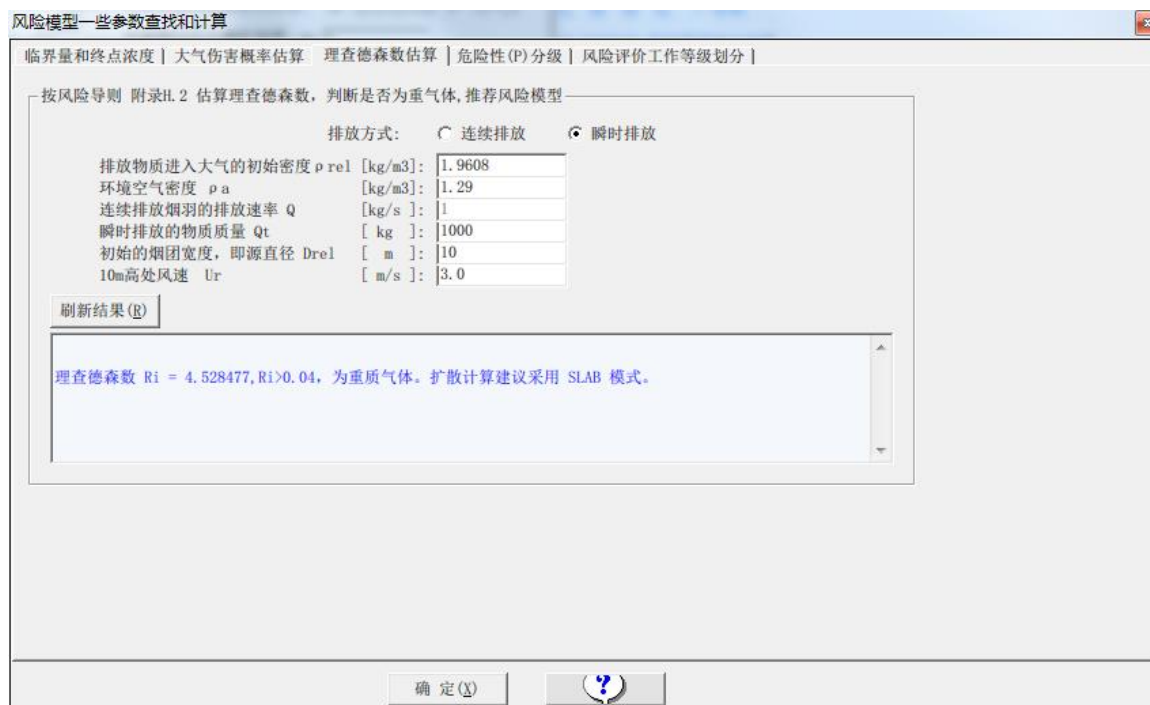 风险模型一些参数查找和计算
临界量和终点浓度 | 大气伤害概率估算 理查德森数估算 | 危险性(P)分级 | 风险评价工作等级划分 |
按风险导则 附录H.2 估算理查德森数, 判断是否为重气体,推荐风险模型
排放方式: 连续排放 瞬时排放
排放物质进入大气的初始密度ρrel [kg/m3]: 1.9608
环境空气密度 ρa [kg/m3]: 1.29
连续排放烟羽的排放速率 Q [kg/s ]: 1
瞬时排放的物质质量 Qt [ kg ]: 1000
初始的烟团宽度, 即源直径 Drel [ m ]: 10
10m高处风速 Ur [ m/s ]: 3.0
刷新结果(R)
理查德森数 Ri = 4.528477,Ri>0.04, 为重质气体。扩散计算建议采用 SLAB 模式。
确 定(X) ?